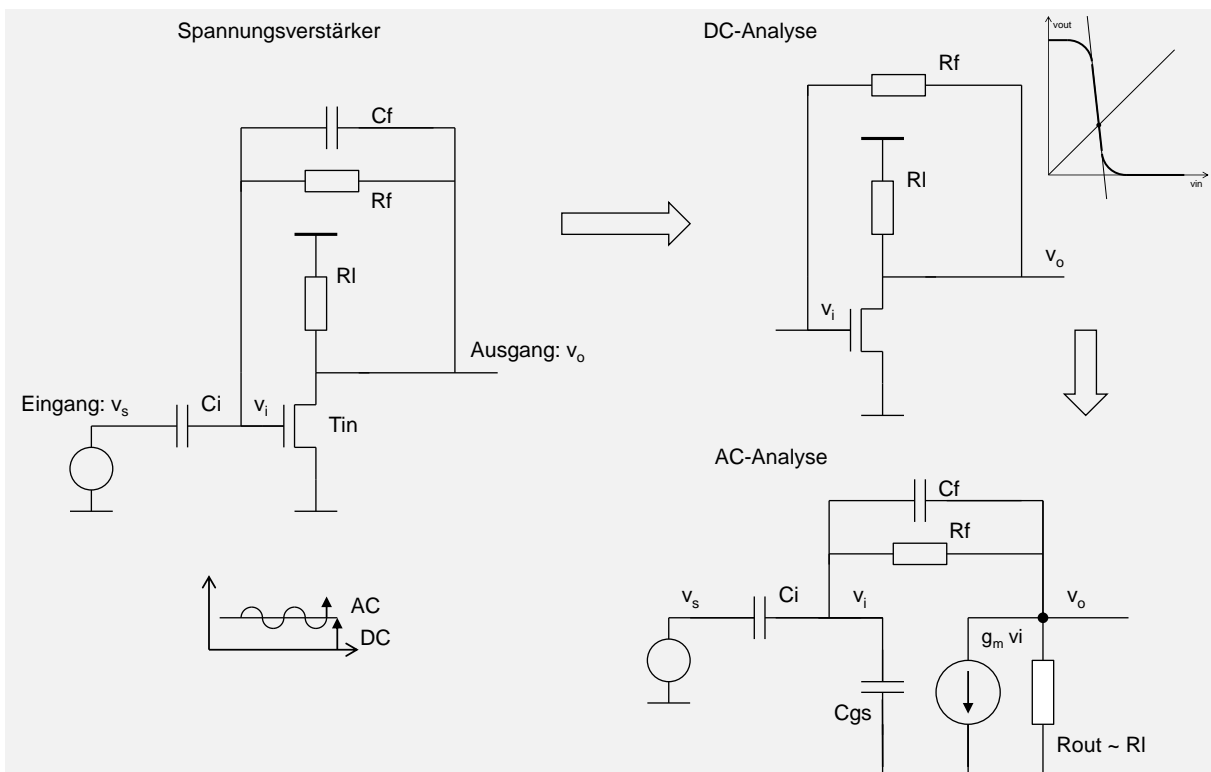 Spannungsverstärker
Cf
Rf
Rl
Ausgang: vo
Eingang: vs
Ci
vi
Tin
AC
DC
DC-Analyse
Rf
Rl
vo
vi
vout
vin
AC-Analyse
Cf
Rf
vs
Ci
vi
vo
gm vi
Cgs
Rout ~ Rl